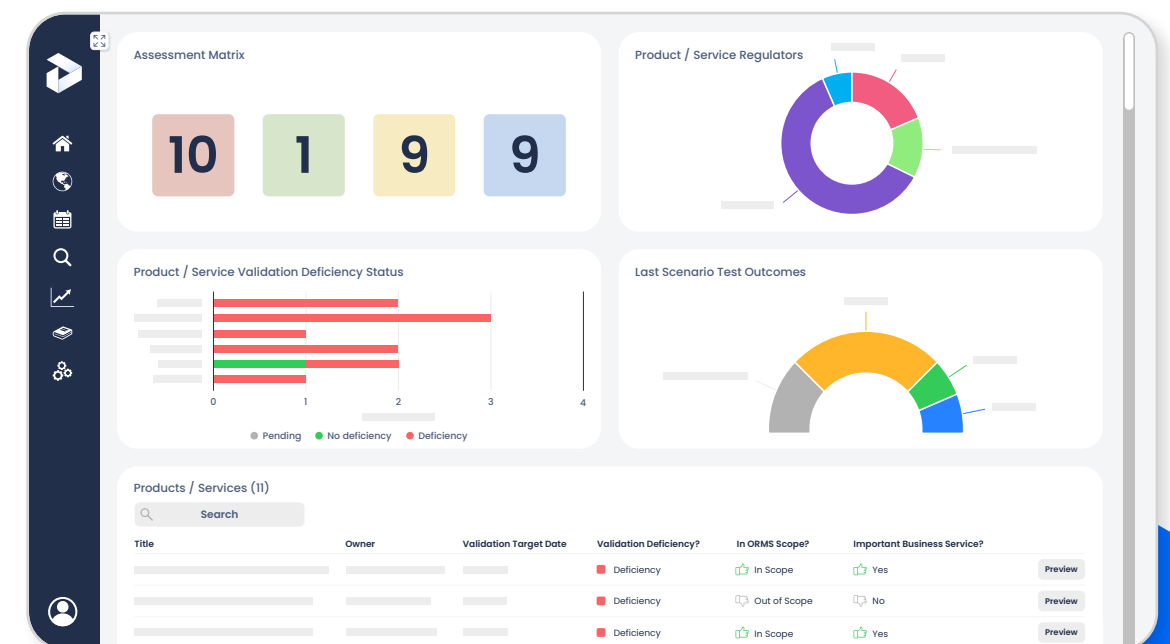 Assessment Matrix
10 1 9 9
Product / Service Regulators
Product / Service Validation Deficiency Status
0 1 2 3 4
Pending No deficiency Deficiency
Last Scenario Test Outcomes
Products / Services (11)
Search
Title Owner Validation Target Date Validation Deficiency? In ORMS Scope? Important Business Service?
Deficiency In Scope Yes Preview
Deficiency Out of Scope No Preview
Deficiency In Scope Yes Preview